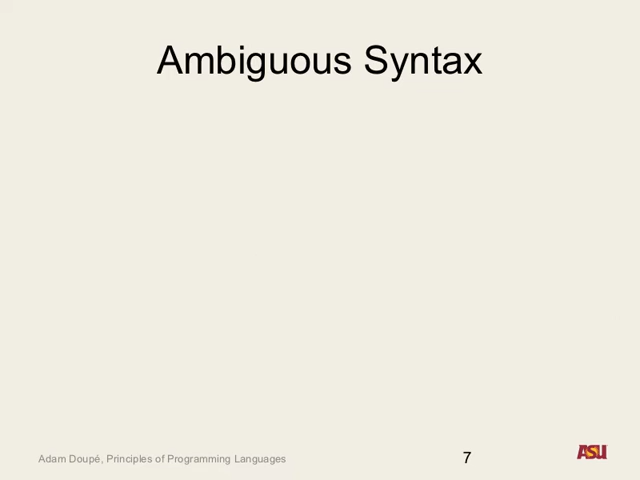 Ambiguous Syntax
Adam Doupé, Principles of Programming Languages
7
ASU